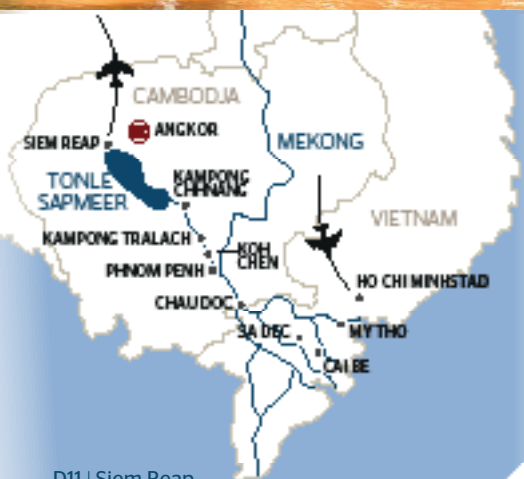 CAMBODJA
ANGKOR
SIEM REAP
MEKONG
TONLE
SAPMEER
KAMPONG
CHHNANG
VIETNAM
KAMPONG TRALACH
KOH
CHEN
PHNOM PENH
HO CHI MINHSTAD
CHAU DOC
SA DEC
MY THO
CAI BE
D11 | Siem Reap